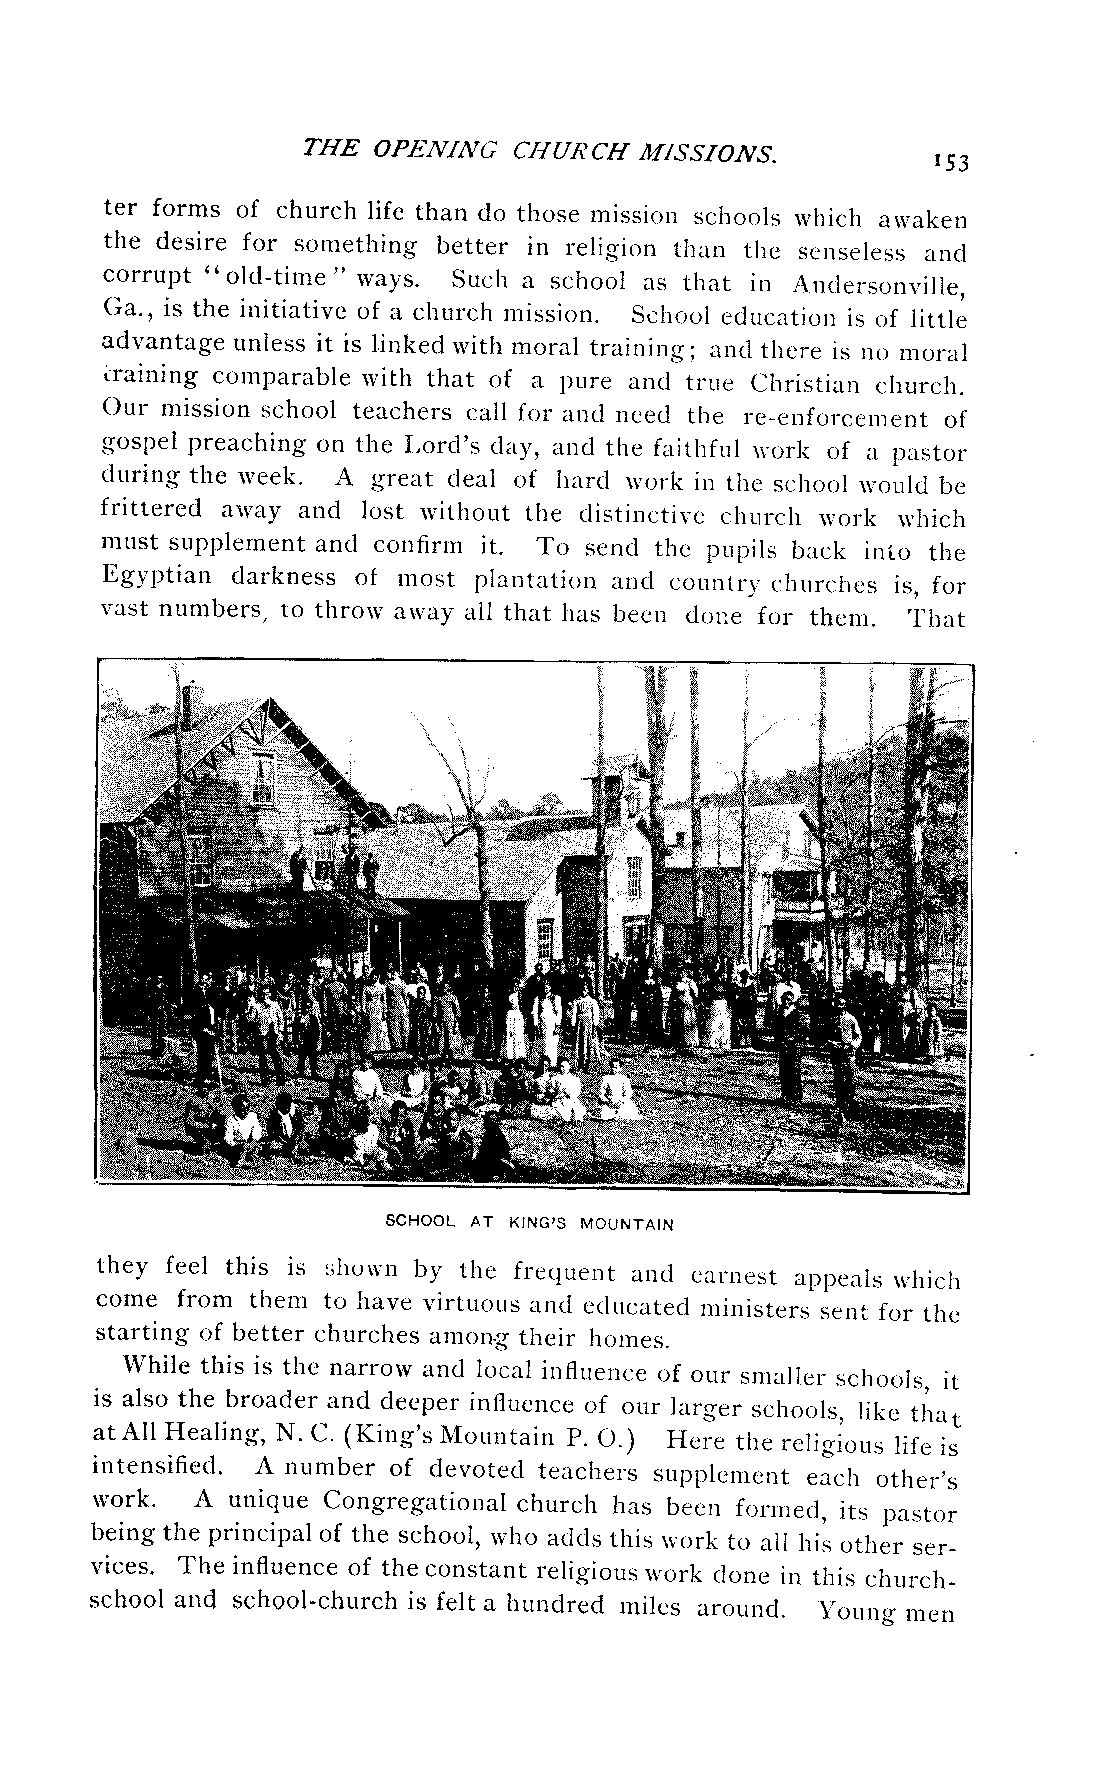 THE OPENING CHURCH MISSIONS.
153
ter forms of church life than do those mission schools which awaken
the desire for something better in religion than the senseless and
corrupt “old-time” ways. Such a school as that in Andersonville,
Ga., is the initiative of a church mission. School education is of little
advantage unless it is linked with moral training; and there is no moral
training comparable with that of a pure and true Christian church.
Our mission school teachers call for and need the re-enforcement of
gospel preaching on the Lord's day, and the faithful work of a pastor
during the week. A great deal of hard work in the school would be
frittered away and lost without the distinctive church work which
must supplement and confirm it. To send the pupils back into the
Egyptian darkness of most plantation and country churches is, for
vast numbers, to throw away all that has been done for them. That
SCHOOL AT KING'S MOUNTAIN
they feel this is shown by the frequent and earnest appeals which
come from them to have virtuous and educated ministers sent for the
starting of better churches among their homes.
While this is the narrow and local influence of our smaller schools, it
is also the broader and deeper influence of our larger schools, like that
at All Healing, N. C. (King's Mountain P. O.) Here the religious life is
intensified. A number of devoted teachers supplement each other's
work. A unique Congregational church has been formed, its pastor
being the principal of the school, who adds this work to all his other ser-
vices. The influence of the constant religious work done in this church-
school and school-church is felt a hundred miles around. Young men